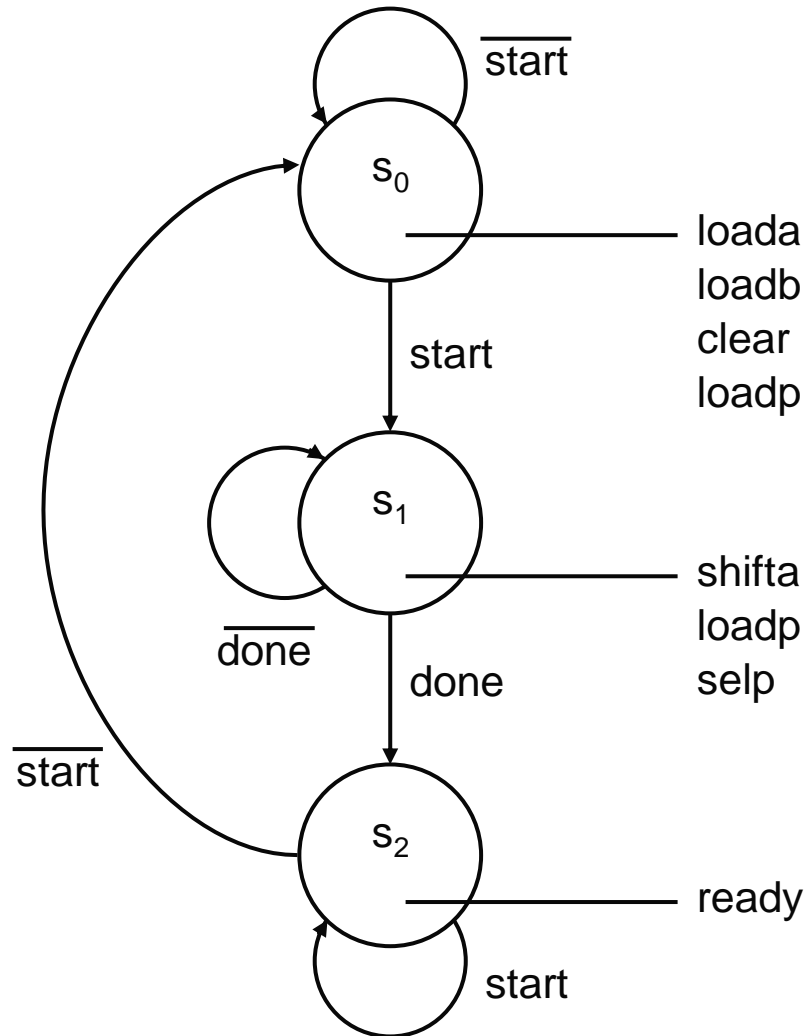 start
s0
loada
loadb
clear
loadp
start
s1
shifta
loadp
selp
done
done
start
s2
ready
start